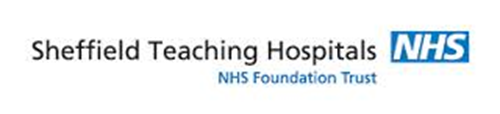 Sheffield Teaching Hospitals NHS
NHS Foundation Trust